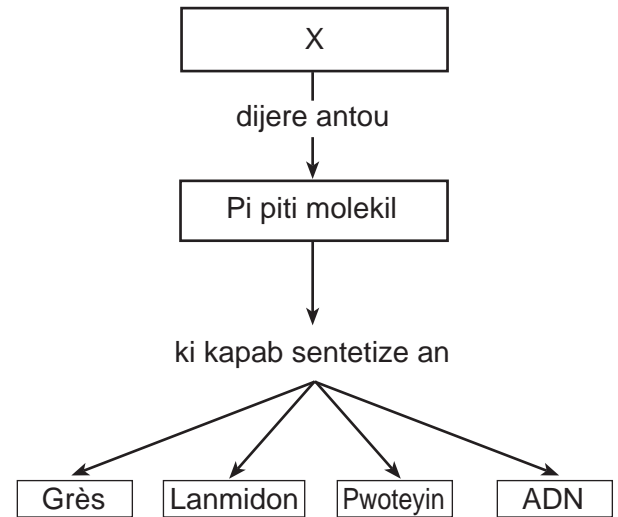 X
dijere antou
Pi piti molekil
ki kapab sentetize an
Grès
Lanmidon
Pwoteyin
ADN